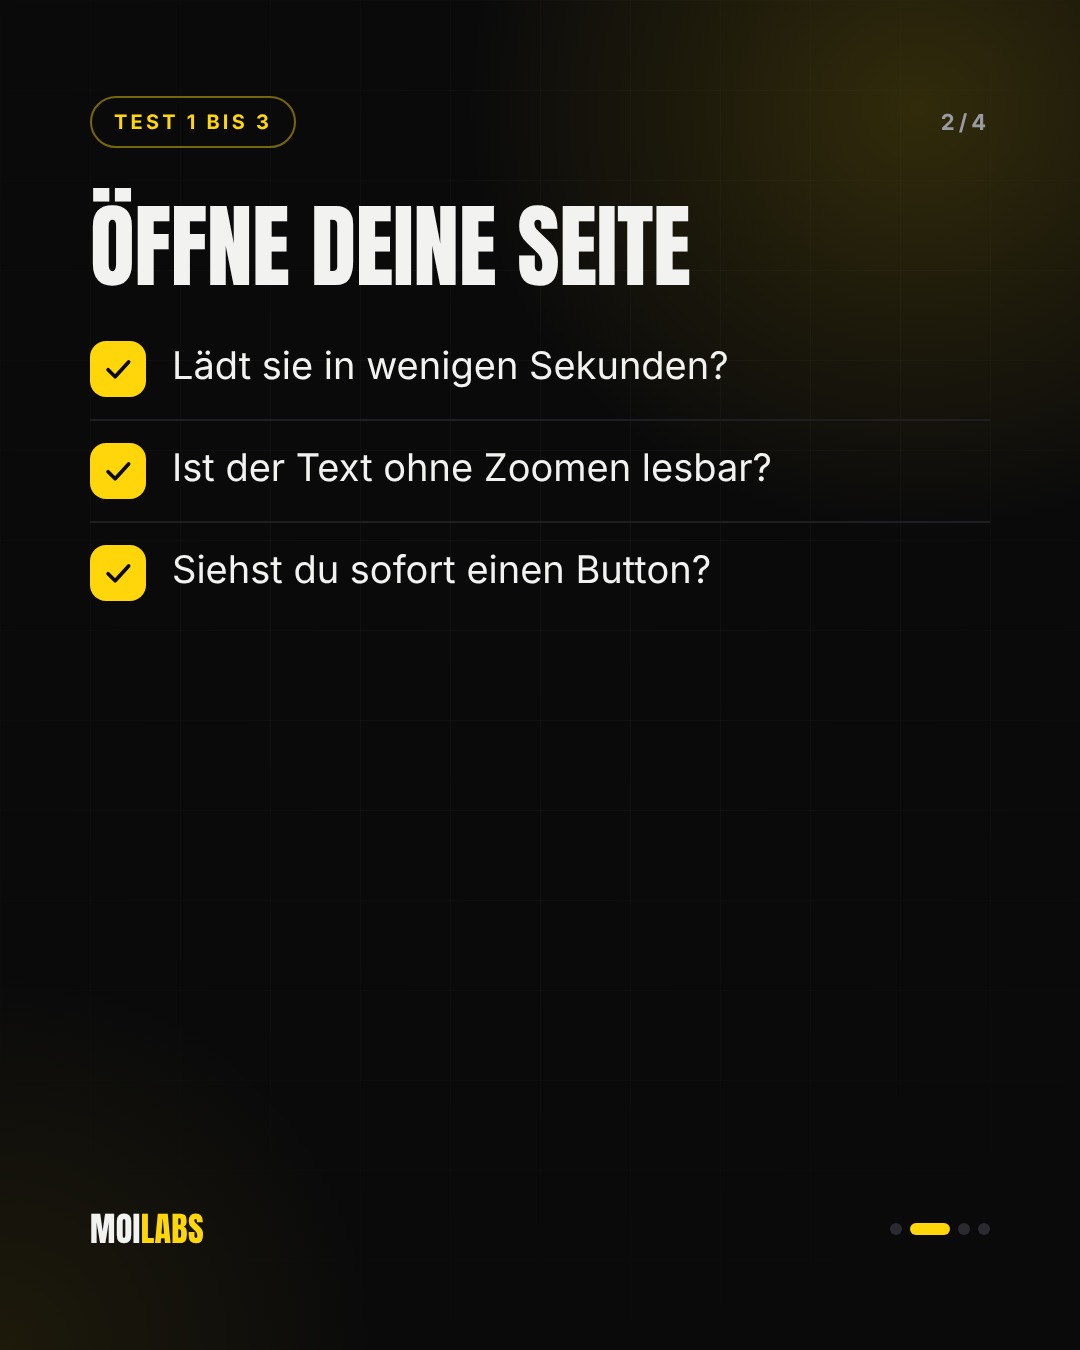 TEST 1 BIS 3
2/4
ÖFFNE DEINE SEITE
Lädt sie in wenigen Sekunden?
Ist der Text ohne Zoomen lesbar?
Siehst du sofort einen Button?
MOILABS